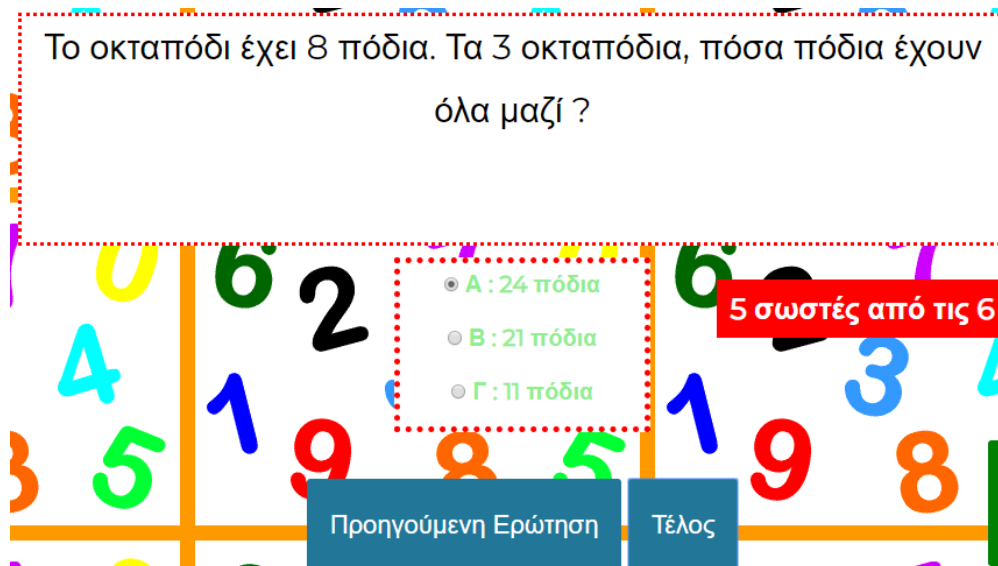 Το οκταπόδι έχει 8 πόδια. Τα 3 οκταπόδια, πόσα πόδια έχουν
όλα μαζί ?
Α : 24 πόδια
5 σωστές από τις 6
Β : 21 πόδια
Γ : 11 πόδια
Προηγούμενη Ερώτηση
Τέλος